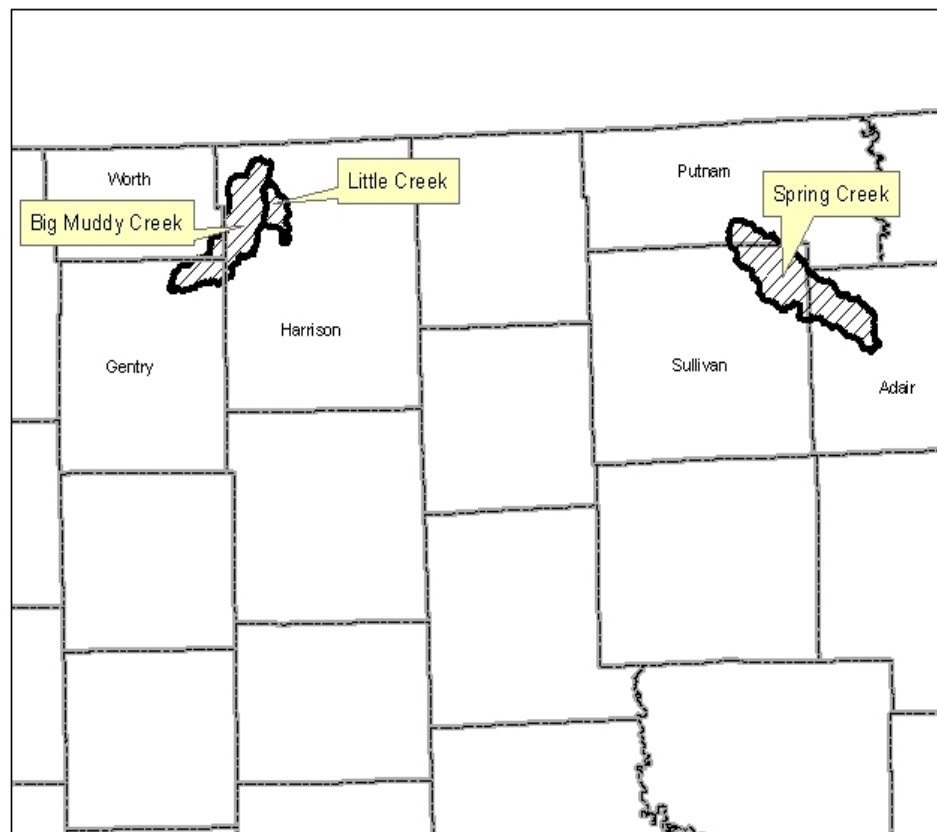 Worth
Putnam
Little Creek
Spring Creek
Big Muddy Creek
Harrison
Gentry
Sullivan
Adair